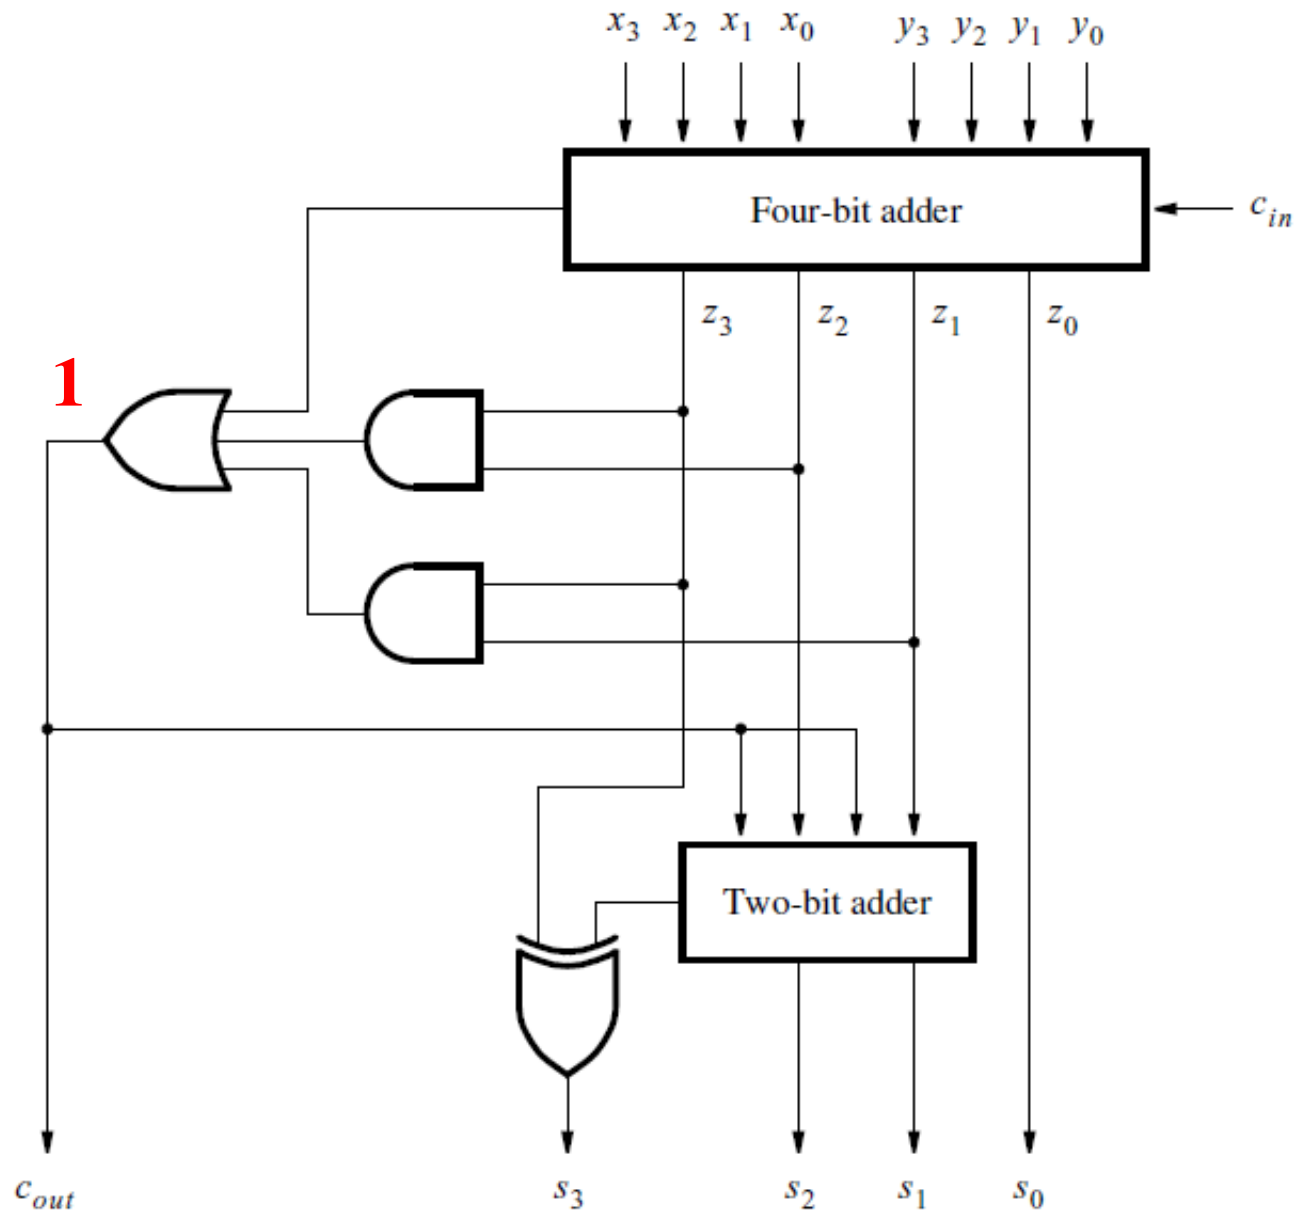 x3 x2 x1 x0 y3 y2 y1 y0
Four-bit adder
cin
z3 z2 z1 z0
1
Two-bit adder
cout s3 s2 s1 s0